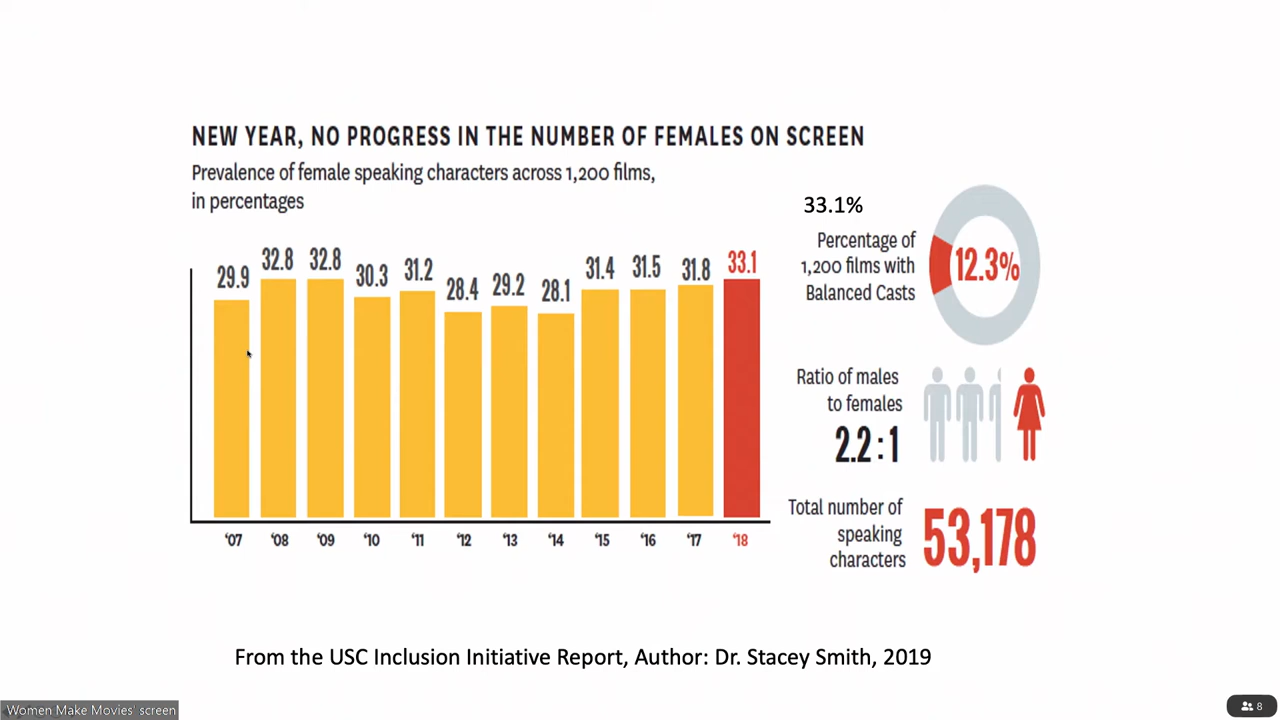 NEW YEAR, NO PROGRESS IN THE NUMBER OF FEMALES ON SCREEN
Prevalence of female speaking characters across 1,200 films,
in percentages
29.9
32.8
32.8
30.3
31.2
28.4
29.2
28.1
31.4
31.5
31.8
33.1
‘07
‘08
‘09
‘10
‘11
‘12
‘13
‘14
‘15
‘16
‘17
‘18
33.1%
Percentage of
1,200 films with
Balanced Casts
12.3%
Ratio of males
to females
2.2:1
Total number of
speaking
characters
53,178
From the USC Inclusion Initiative Report, Author: Dr. Stacey Smith, 2019
Women Make Movies' screen
8